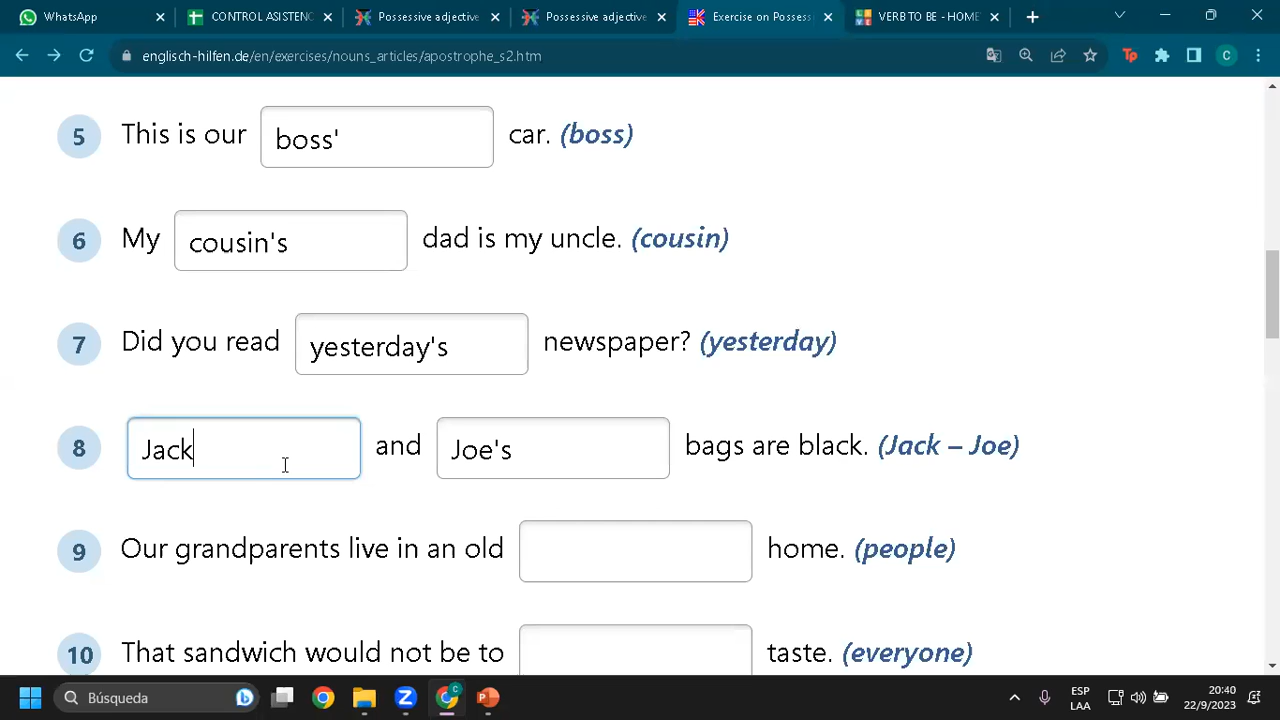 WhatsApp
CONTROL ASISTENC
Possessive adjective
Possessive adjective
Exercise on Possess
VERB TO BE - HOME
englisch-hilfen.de/en/exercises/nouns_articles/apostrophe_s2.htm
5 This is our boss' car. (boss)
6 My cousin's dad is my uncle. (cousin)
7 Did you read yesterday's newspaper? (yesterday)
8 Jack and Joe's bags are black. (Jack – Joe)
9 Our grandparents live in an old home. (people)
10 That sandwich would not be to taste. (everyone)
Búsqueda
ESP
LAA
20:40
22/9/2023